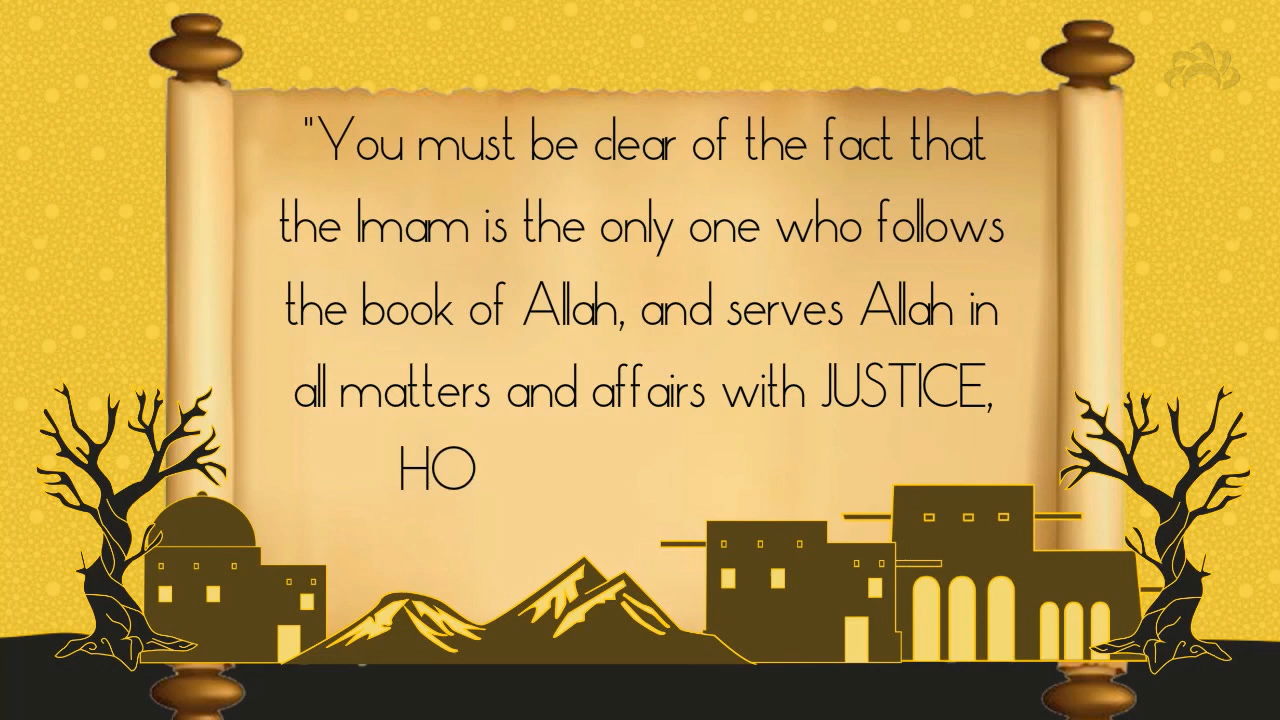 "You must be clear of the fact that
the Imam is the only one who follows
the book of Allah, and serves Allah in
all matters and affairs with JUSTICE,
HO